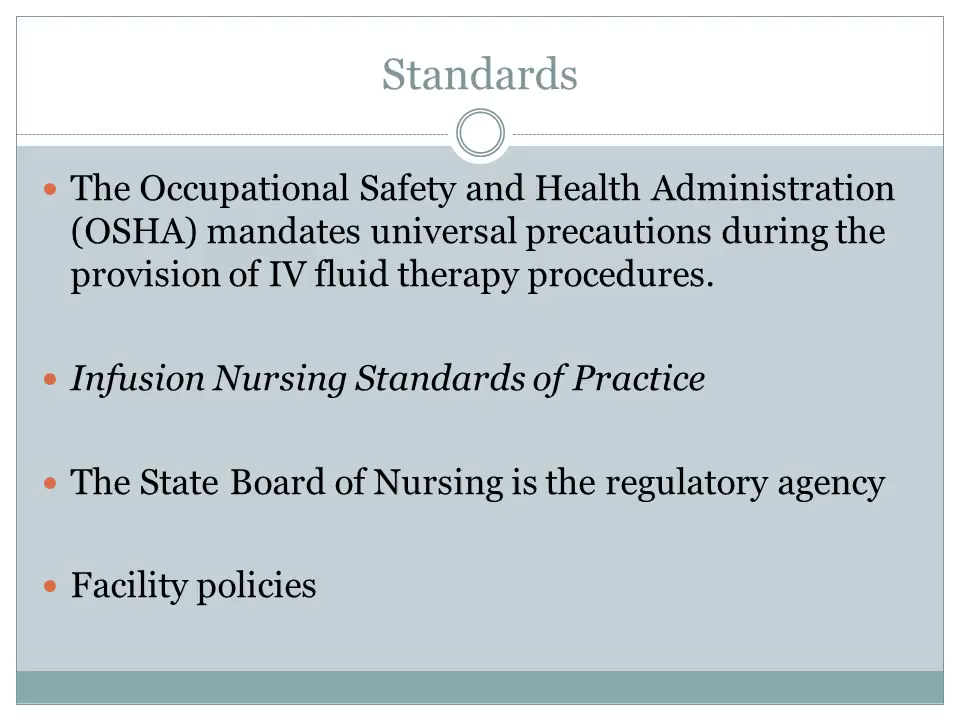 Standards
The Occupational Safety and Health Administration
(OSHA) mandates universal precautions during the
provision of IV fluid therapy procedures.
Infusion Nursing Standards of Practice
The State Board of Nursing is the regulatory agency
Facility policies